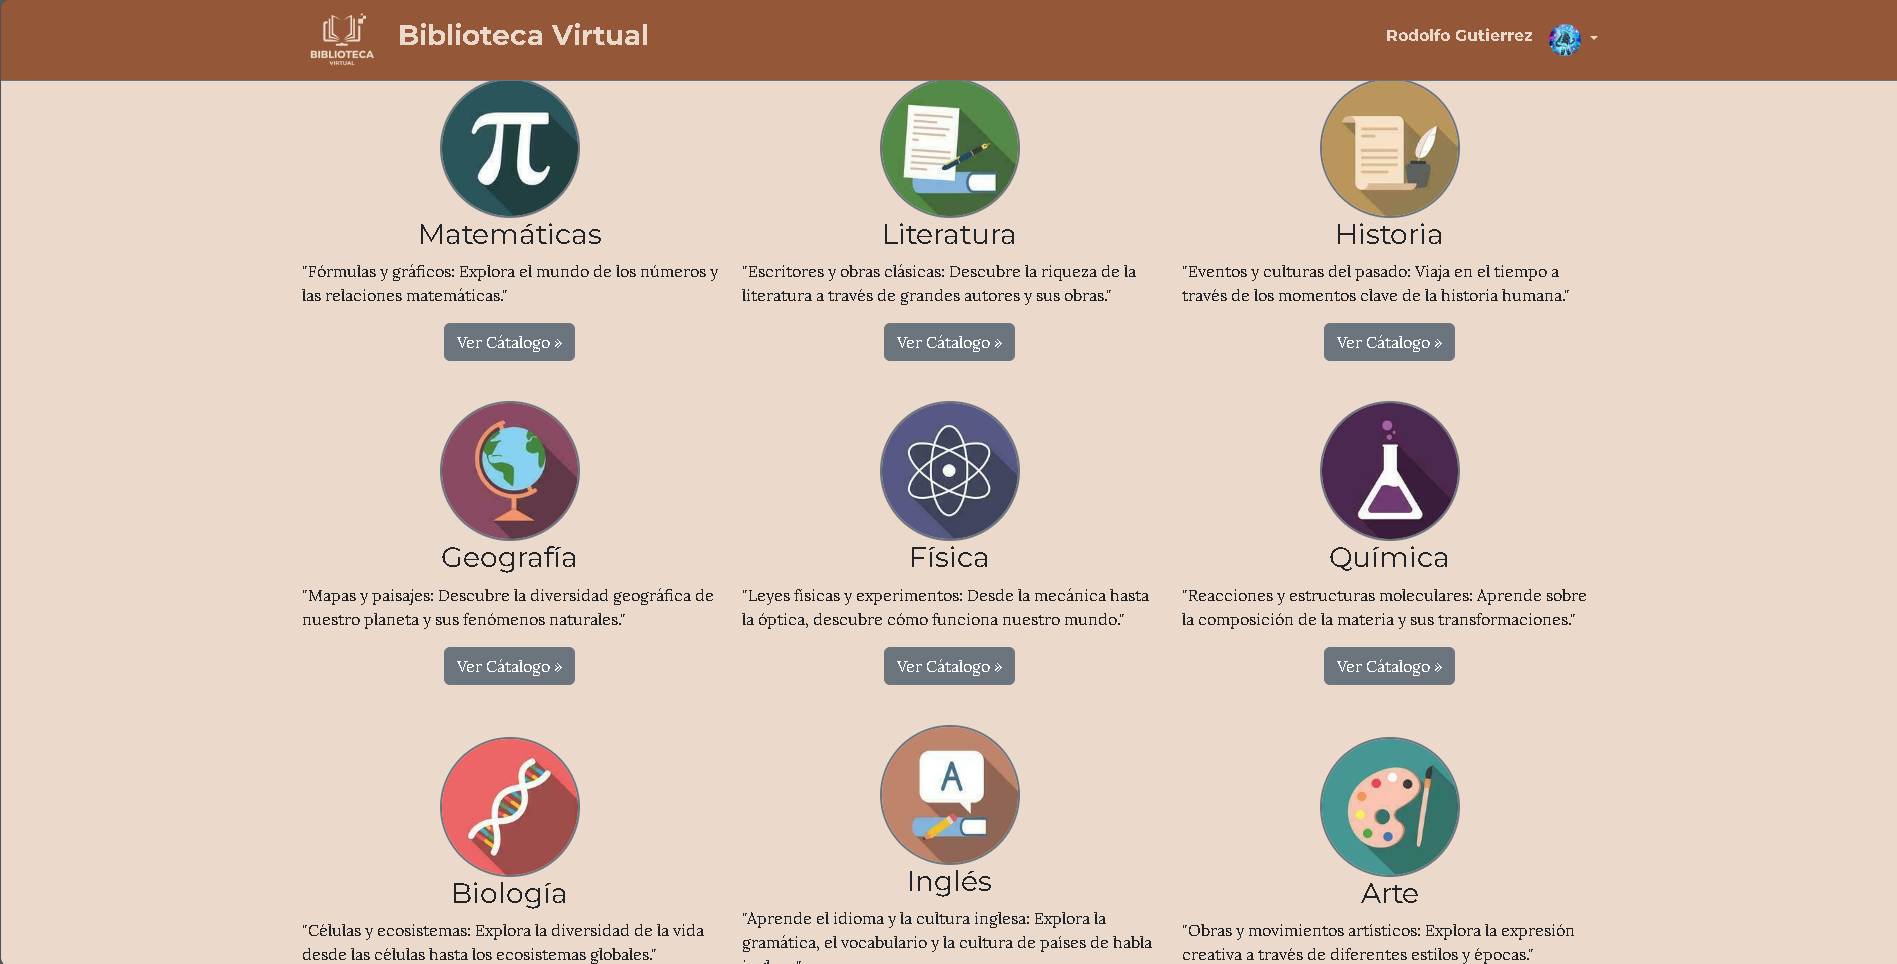 BIBLIOTECA
VIRTUAL
Biblioteca Virtual
Rodolfo Gutierrez
π
Matemáticas
"Fórmulas y gráficos: Explora el mundo de los números y
las relaciones matemáticas."
Ver Cátalogo »
Literatura
"Escritores y obras clásicas: Descubre la riqueza de la
literatura a través de grandes autores y sus obras."
Ver Cátalogo »
Historia
"Eventos y culturas del pasado: Viaja en el tiempo a
través de los momentos clave de la historia humana."
Ver Cátalogo »
Geografía
"Mapas y paisajes: Descubre la diversidad geográfica de
nuestro planeta y sus fenómenos naturales."
Ver Cátalogo »
Física
"Leyes físicas y experimentos: Desde la mecánica hasta
la óptica, descubre cómo funciona nuestro mundo."
Ver Cátalogo »
Química
"Reacciones y estructuras moleculares: Aprende sobre
la composición de la materia y sus transformaciones."
Ver Cátalogo »
Biología
"Células y ecosistemas: Explora la diversidad de la vida
desde las células hasta los ecosistemas globales."
A
Inglés
"Aprende el idioma y la cultura inglesa: Explora la
gramática, el vocabulario y la cultura de países de habla
Arte
"Obras y movimientos artísticos: Explora la expresión
creativa a través de diferentes estilos y épocas."